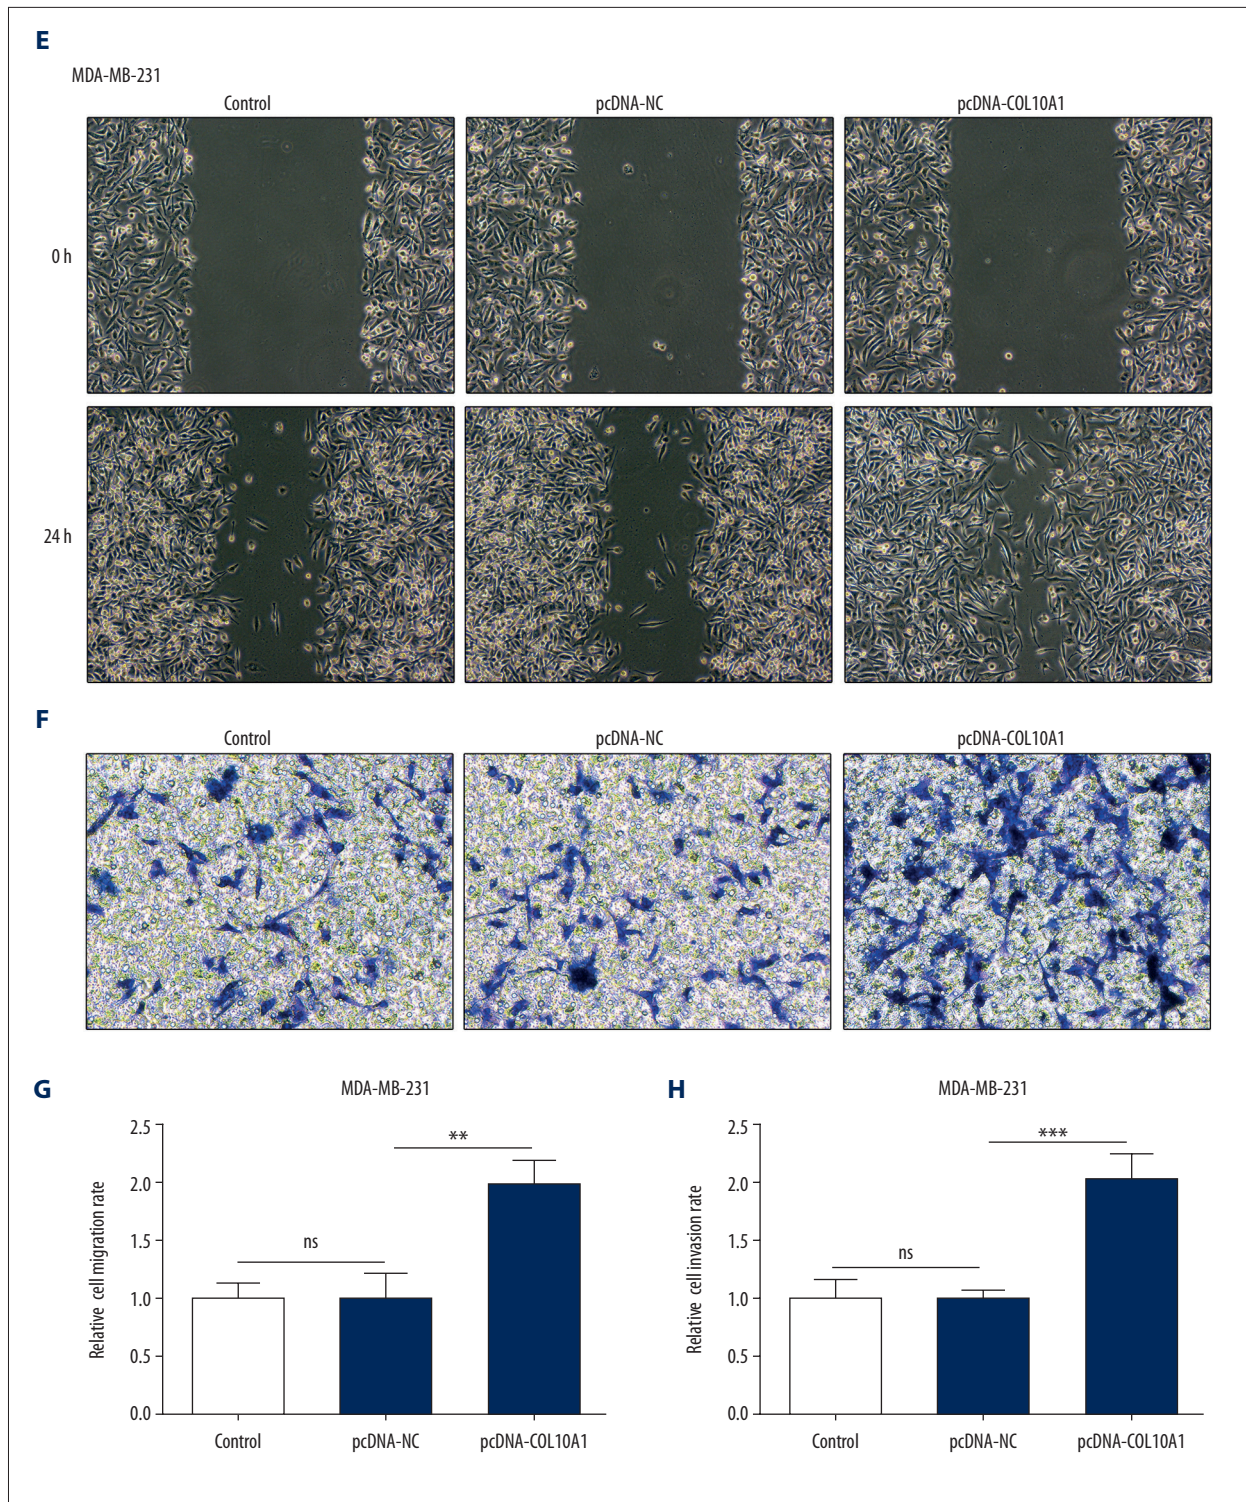 E
MDA-MB-231
Control
pcDNA-NC
pcDNA-COL10A1
0 h
24 h
F
Control
pcDNA-NC
pcDNA-COL10A1
G
MDA-MB-231
Relative cell migration rate
2.5
2.0
1.5
1.0
0.5
0.0
ns
**
Control
pcDNA-NC
pcDNA-COL10A1
H
MDA-MB-231
Relative cell invasion rate
2.5
2.0
1.5
1.0
0.5
0.0
ns
***
Control
pcDNA-NC
pcDNA-COL10A1